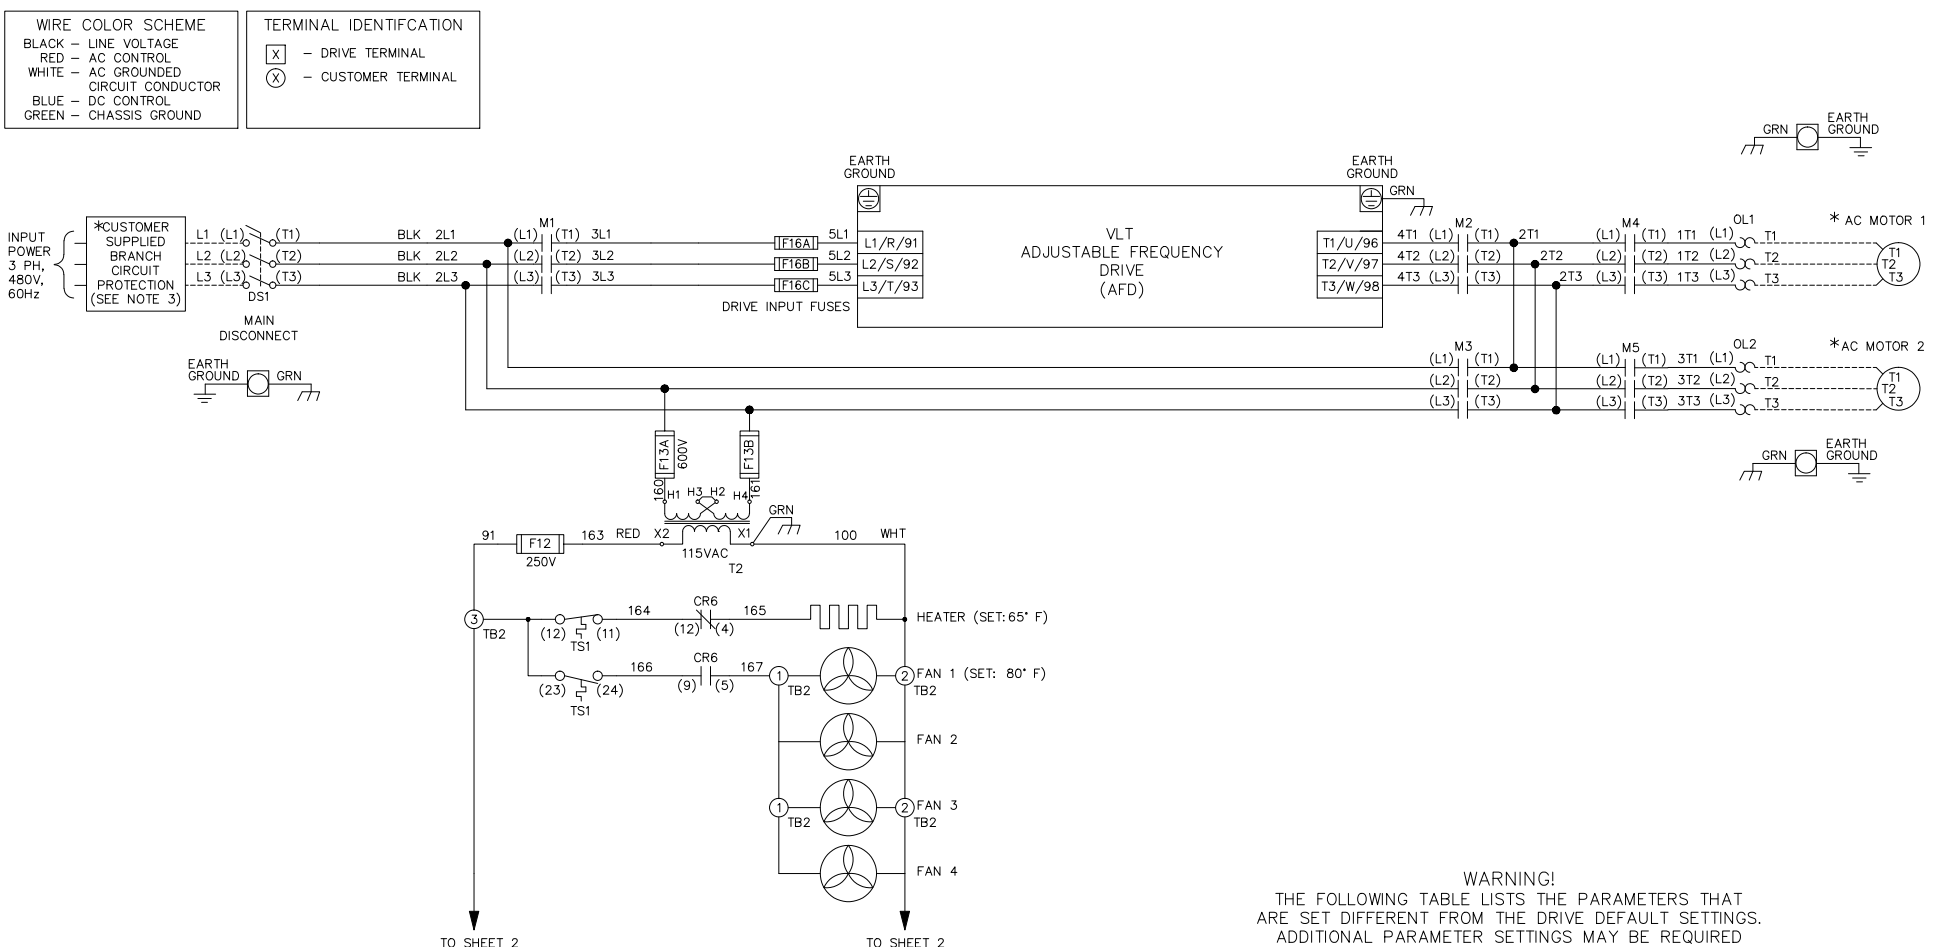 WIRE COLOR SCHEME
BLACK – LINE VOLTAGE
RED – AC CONTROL
WHITE – AC GROUNDED
CIRCUIT CONDUCTOR
BLUE – DC CONTROL
GREEN – CHASSIS GROUND
TERMINAL IDENTIFCATION
X – DRIVE TERMINAL
X – CUSTOMER TERMINAL
GRN
EARTH
GROUND
INPUT
POWER
3 PH,
480V,
60Hz
*CUSTOMER
SUPPLIED
BRANCH
CIRCUIT
PROTECTION
(SEE NOTE 3)
L1 (L1) (T1) BLK 2L1 (L1) (T1) 3L1 F16A 5L1 L1/R/91
L2 (L2) (T2) BLK 2L2 (L2) (T2) 3L2 F16B 5L2 L2/S/92
L3 (L3) (T3) BLK 2L3 (L3) (T3) 3L3 F16C 5L3 L3/T/93
DS1
MAIN
DISCONNECT
M1
DRIVE INPUT FUSES
EARTH
GROUND
VLT
ADJUSTABLE FREQUENCY
DRIVE
(AFD)
EARTH
GROUND
GRN
M2 M4 OL1 * AC MOTOR 1
T1/U/96 4T1 (L1) (T1) 2T1 (L1) (T1) 1T1 (L1) T1
T2/V/97 4T2 (L2) (T2) 2T2 (L2) (T2) 1T2 (L2) T2
T3/W/98 4T3 (L3) (T3) 2T3 (L3) (T3) 1T3 (L3) T3
T1
T2
T3
EARTH
GROUND
GRN
M3 M5 OL2 * AC MOTOR 2
(L1) (T1) (L1) (T1) 3T1 (L1) T1
(L2) (T2) (L2) (T2) 3T2 (L2) T2
(L3) (T3) (L3) (T3) 3T3 (L3) T3
T1
T2
T3
GRN
EARTH
GROUND
F13A
600V
F13B
160
161
H1 H3 H2 H4
GRN
91 F12 163 RED X2 X1 100 WHT
250V
115VAC
T2
3
TB2
164 CR6 165 HEATER (SET:65° F)
(12) (11) (12) (4)
TS1
166 CR6 167 1 2 FAN 1 (SET: 80° F)
(23) (24) (9) (5) TB2 TB2
TS1
FAN 2
1 2 FAN 3
TB2 TB2
FAN 4
TO SHEET 2
TO SHEET 2
WARNING!
THE FOLLOWING TABLE LISTS THE PARAMETERS THAT
ARE SET DIFFERENT FROM THE DRIVE DEFAULT SETTINGS.
ADDITIONAL PARAMETER SETTINGS MAY BE REQUIRED